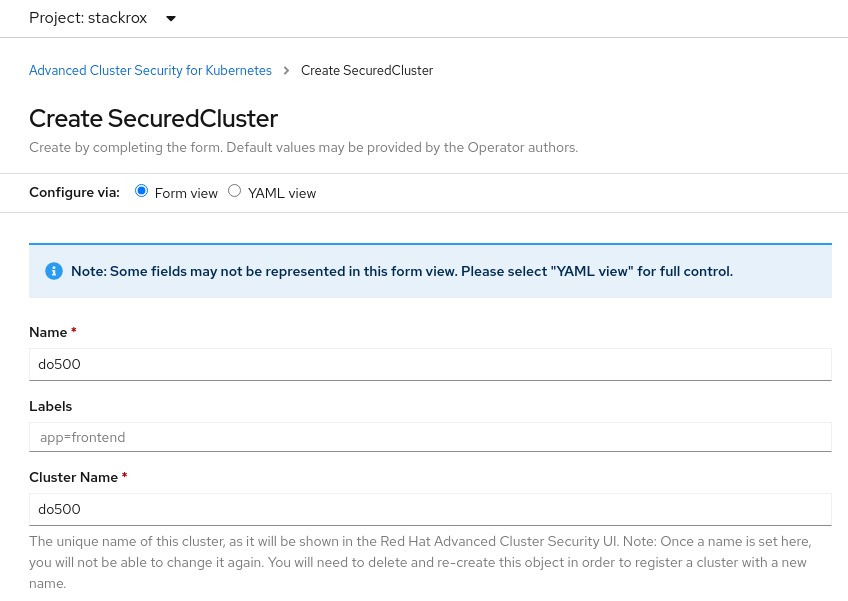 Project: stackrox
Advanced Cluster Security for Kubernetes > Create SecuredCluster
Create SecuredCluster
Create by completing the form. Default values may be provided by the Operator authors.
Configure via: Form view YAML view
Note: Some fields may not be represented in this form view. Please select "YAML view" for full control.
Name *
do500
Labels
app=frontend
Cluster Name *
do500
The unique name of this cluster, as it will be shown in the Red Hat Advanced Cluster Security UI. Note: Once a name is set here,
you will not be able to change it again. You will need to delete and re-create this object in order to register a cluster with a new
name.